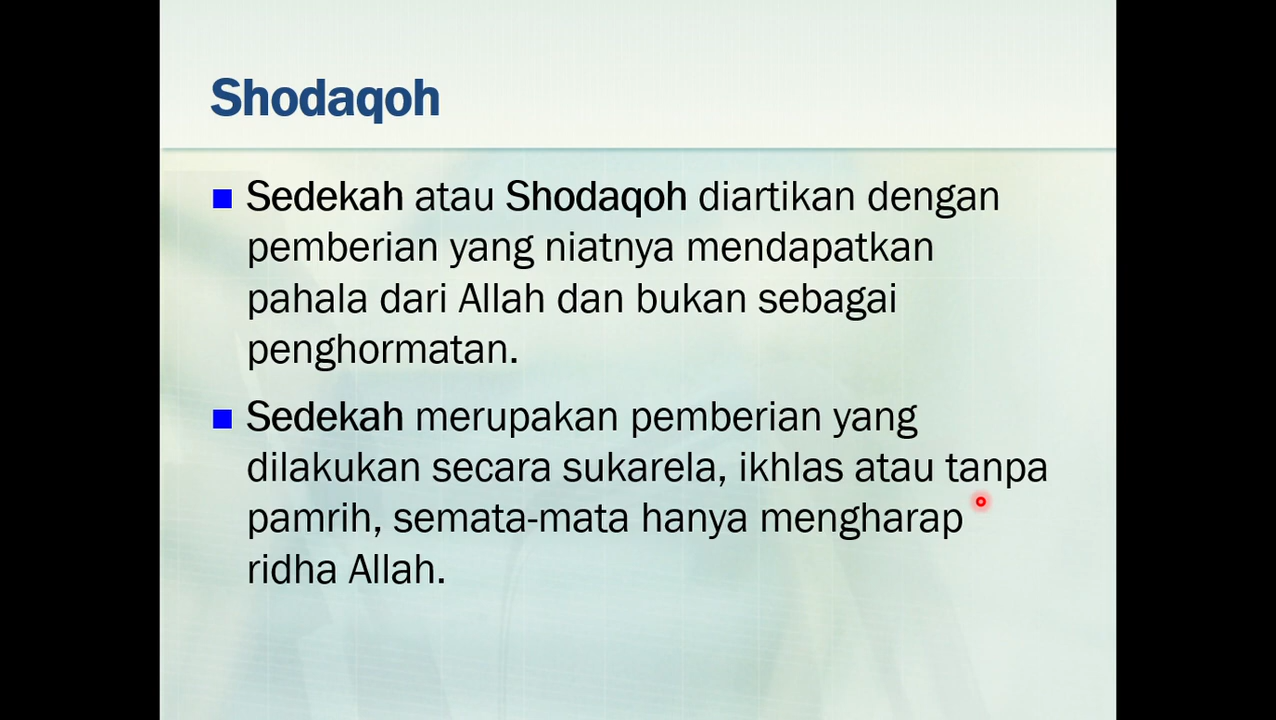 Shodaqoh
Sedekah atau Shodaqoh diartikan dengan
pemberian yang niatnya mendapatkan
pahala dari Allah dan bukan sebagai
penghormatan.
Sedekah merupakan pemberian yang
dilakukan secara sukarela, ikhlas atau tanpa
pamrih, semata-mata hanya mengharap
ridha Allah.